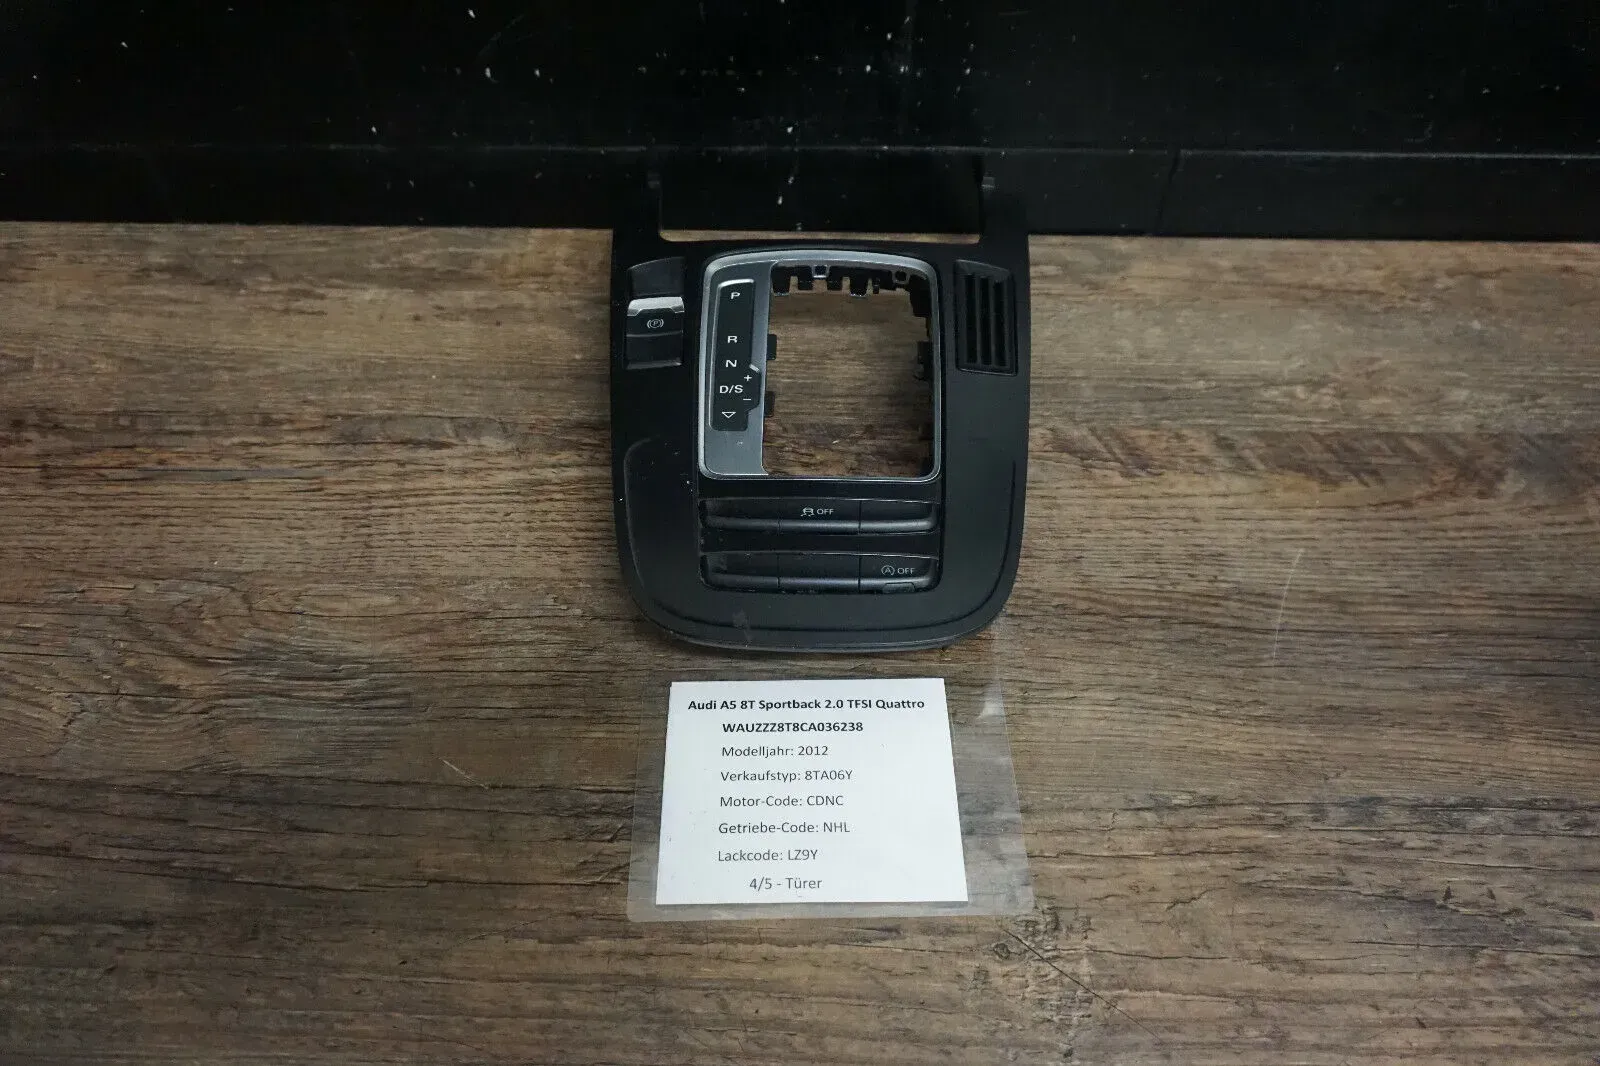 P
R
N
+
D/S
−
(P)
OFF
(A) OFF
Audi A5 8T Sportback 2.0 TFSI Quattro
WAUZZZ8T8CA036238
Modelljahr: 2012
Verkaufstyp: 8TA06Y
Motor-Code: CDNC
Getriebe-Code: NHL
Lackcode: LZ9Y
4/5 - Türer